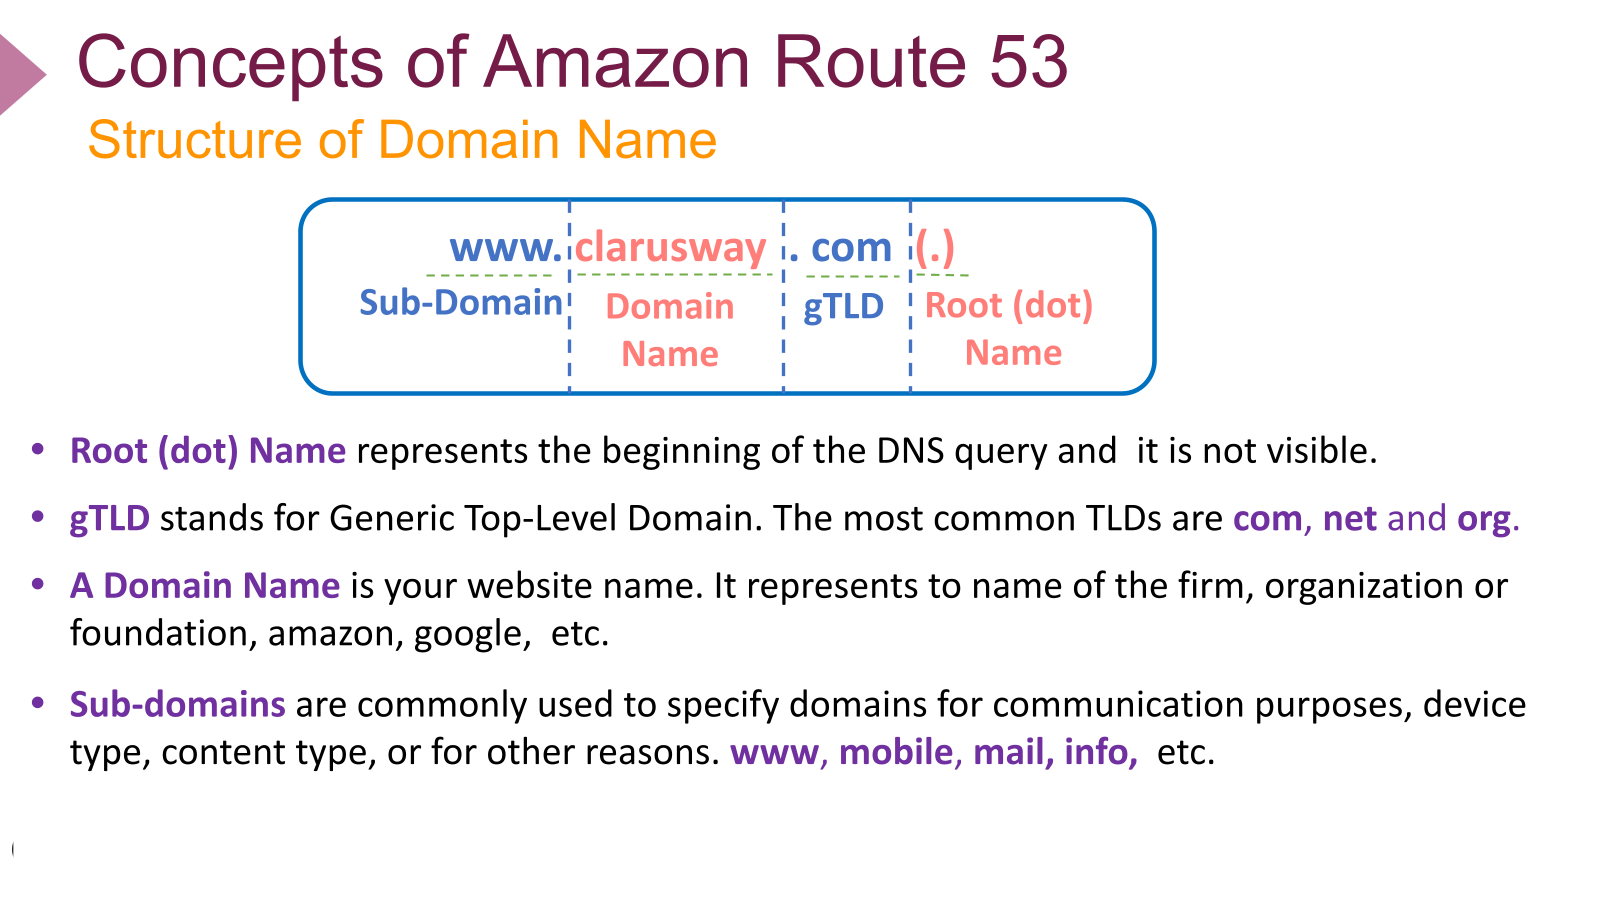 Concepts of Amazon Route 53
Structure of Domain Name
www. clarusway . com (.)
Sub-Domain Domain Name gTLD Root (dot) Name
• Root (dot) Name represents the beginning of the DNS query and  it is not visible.
• gTLD stands for Generic Top-Level Domain. The most common TLDs are com, net and org.
• A Domain Name is your website name. It represents to name of the firm, organization or
foundation, amazon, google,  etc.
• Sub-domains are commonly used to specify domains for communication purposes, device
type, content type, or for other reasons. www, mobile, mail, info,  etc.